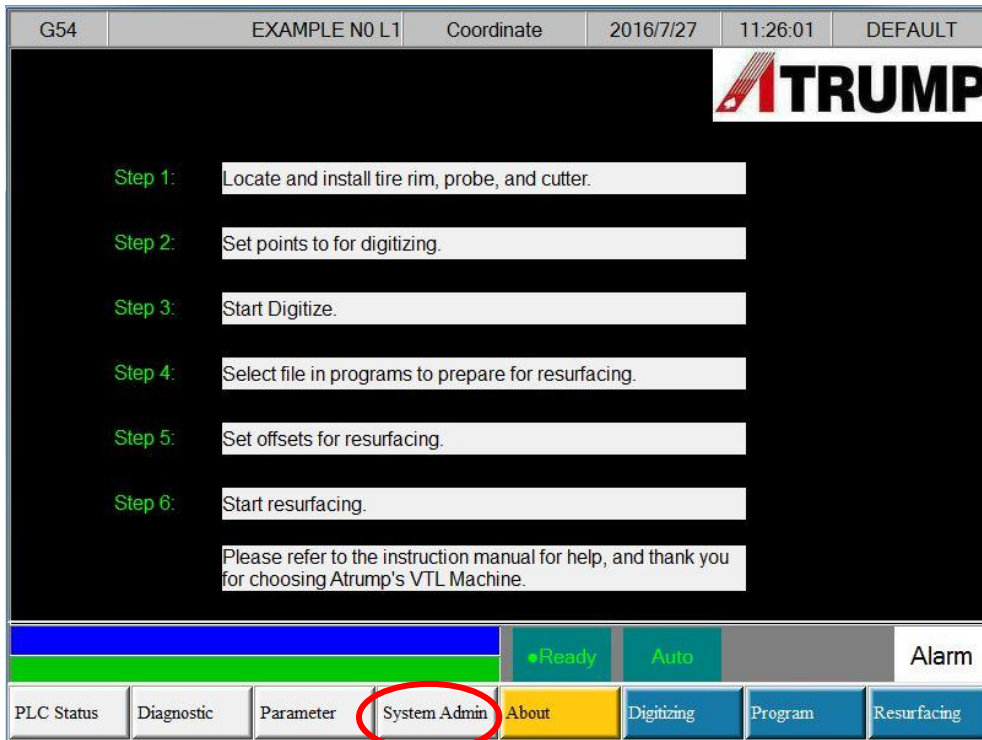 G54 EXAMPLE N0 L1 Coordinate 2016/7/27 11:26:01 DEFAULT
ATRUMP
Step 1: Locate and install tire rim, probe, and cutter.
Step 2: Set points to for digitizing.
Step 3: Start Digitize.
Step 4: Select file in programs to prepare for resurfacing.
Step 5: Set offsets for resurfacing.
Step 6: Start resurfacing.
Please refer to the instruction manual for help, and thank you
for choosing Atrump's VTL Machine.
●Ready Auto Alarm
PLC Status Diagnostic Parameter System Admin About Digitizing Program Resurfacing